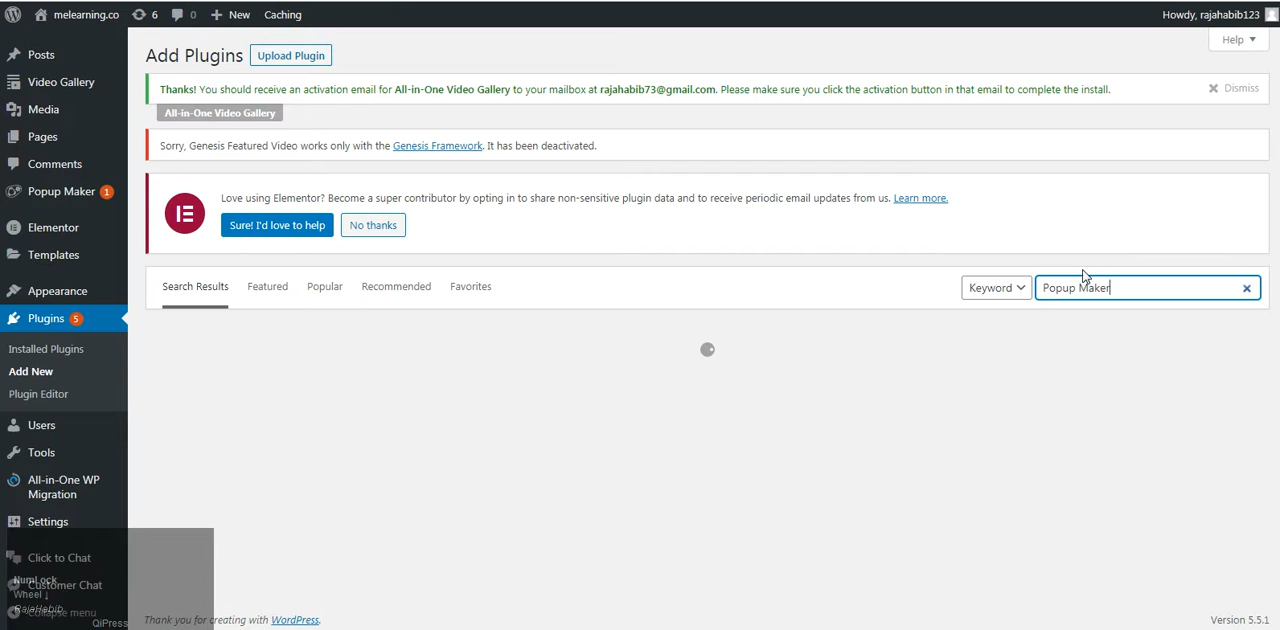 melearning.co 6 0 New Caching Howdy, rajahabib123
Posts
Video Gallery
Media
Pages
Comments
Popup Maker 1
Elementor
Templates
Appearance
Plugins 5
Installed Plugins
Add New
Plugin Editor
Users
Tools
All-in-One WP
Migration
Settings
Click to Chat
NumLock
Customer Chat
Wheel ↓
RajaHabib
Collapse menu
QiPress
Help
Add Plugins Upload Plugin
Thanks! You should receive an activation email for All-in-One Video Gallery to your mailbox at rajahabib73@gmail.com. Please make sure you click the activation button in that email to complete the install. Dismiss
All-in-One Video Gallery
Sorry, Genesis Featured Video works only with the Genesis Framework. It has been deactivated.
Love using Elementor? Become a super contributor by opting in to share non-sensitive plugin data and to receive periodic email updates from us. Learn more.
Sure! I'd love to help No thanks
Search Results Featured Popular Recommended Favorites Keyword Popup Maker
Thank you for creating with WordPress. Version 5.5.1